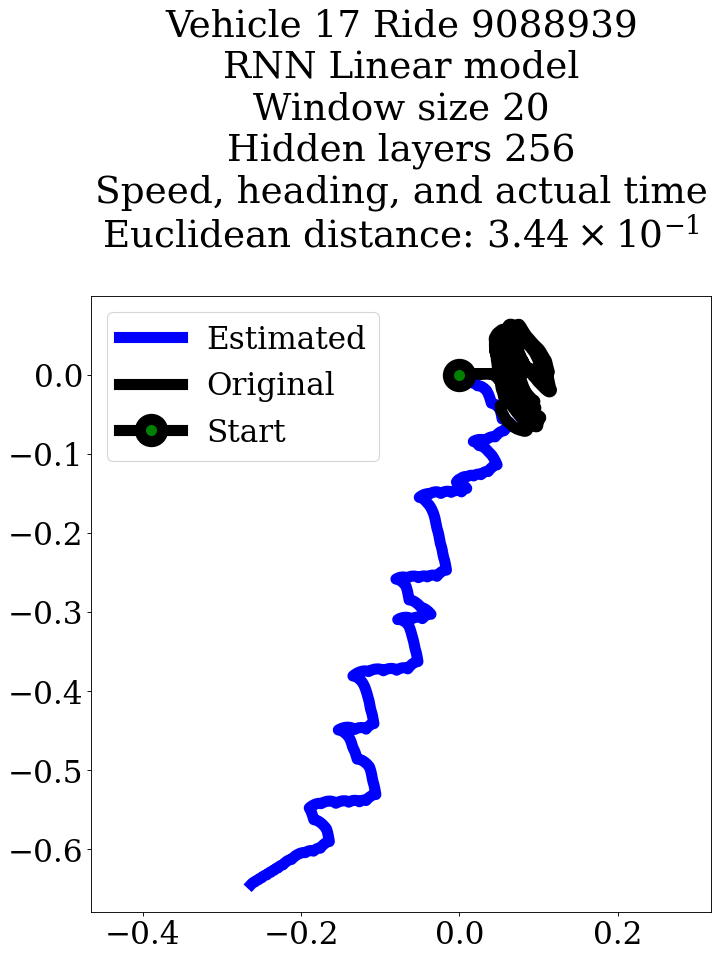 Vehicle 17 Ride 9088939
RNN Linear model
Window size 20
Hidden layers 256
Speed, heading, and actual time
Euclidean distance: 3.44 × 10⁻¹
Estimated
Original
Start
0.0
−0.1
−0.2
−0.3
−0.4
−0.5
−0.6
−0.4 −0.2 0.0 0.2